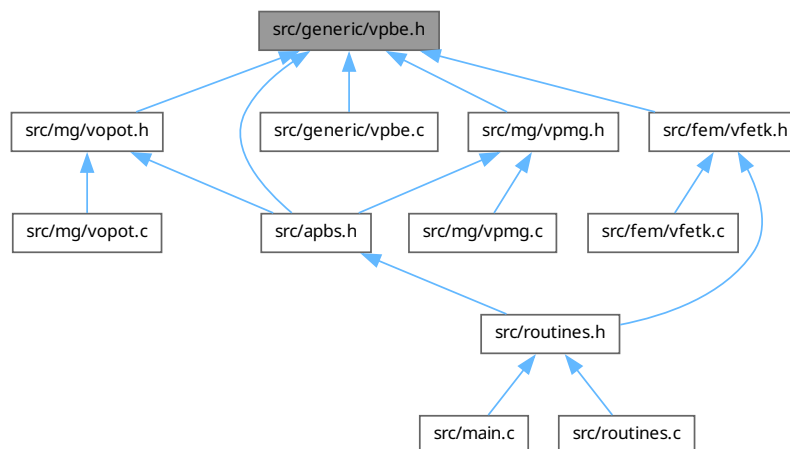 src/generic/vpbe.h
src/mg/vopot.h
src/generic/vpbe.c
src/mg/vpmg.h
src/fem/vfetk.h
src/mg/vopot.c
src/apbs.h
src/mg/vpmg.c
src/fem/vfetk.c
src/routines.h
src/main.c
src/routines.c